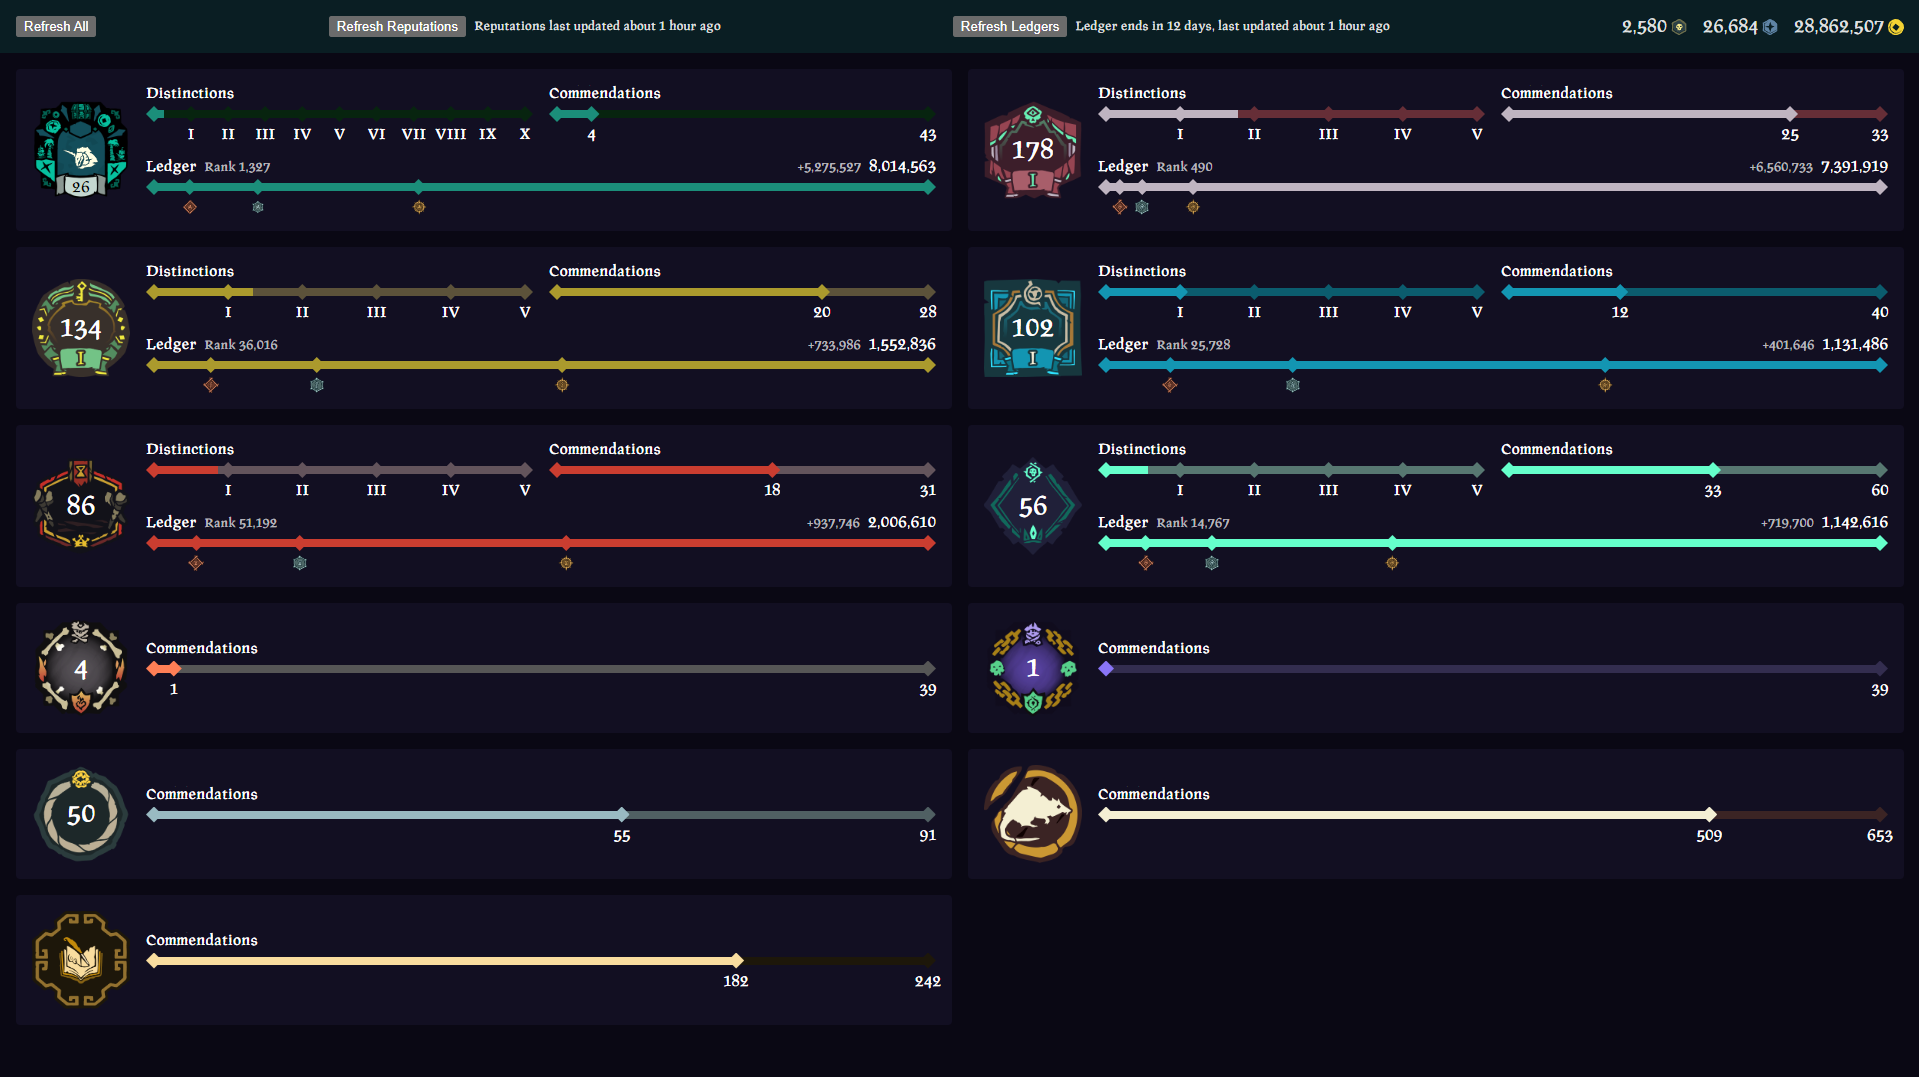 Refresh All
Refresh Reputations Reputations last updated about 1 hour ago
Refresh Ledgers Ledger ends in 12 days, last updated about 1 hour ago
2,580 26,684 28,862,507
26
Distinctions
I II III IV V VI VII VIII IX X
Commendations
4 43
Ledger Rank 1,327 +5,275,527 8,014,563
178
I
Distinctions
I II III IV V
Commendations
25 33
Ledger Rank 490 +6,560,733 7,391,919
134
I
Distinctions
I II III IV V
Commendations
20 28
Ledger Rank 36,016 +733,986 1,552,836
102
I
Distinctions
I II III IV V
Commendations
12 40
Ledger Rank 25,728 +401,646 1,131,486
86
Distinctions
I II III IV V
Commendations
18 31
Ledger Rank 51,192 +937,746 2,006,610
56
Distinctions
I II III IV V
Commendations
33 60
Ledger Rank 14,767 +719,700 1,142,616
4
Commendations
1 39
1
Commendations
39
50
Commendations
55 91
Commendations
509 653
Commendations
182 242